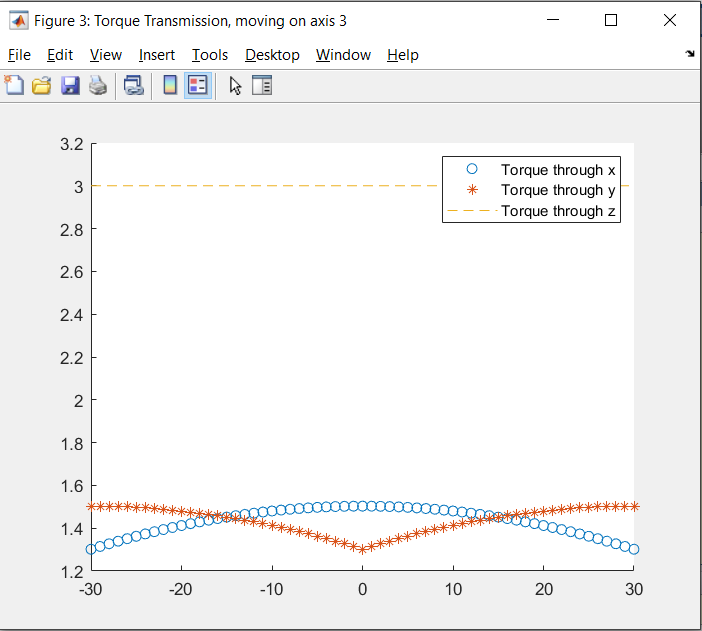 Figure 3: Torque Transmission, moving on axis 3
File Edit View Insert Tools Desktop Window Help
3.2
3
2.8
2.6
2.4
2.2
2
1.8
1.6
1.4
1.2
-30 -20 -10 0 10 20 30
Torque through x
Torque through y
Torque through z